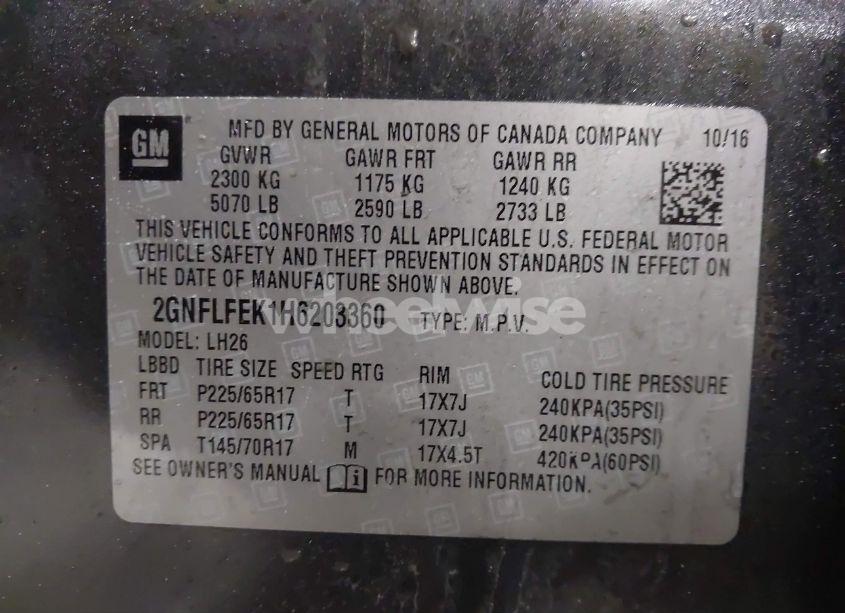 GM MFD BY GENERAL MOTORS OF CANADA COMPANY 10/16
GVWR GAWR FRT GAWR RR
2300 KG 1175 KG 1240 KG
5070 LB 2590 LB 2733 LB
THIS VEHICLE CONFORMS TO ALL APPLICABLE U.S. FEDERAL MOTOR
VEHICLE SAFETY AND THEFT PREVENTION STANDARDS IN EFFECT ON
THE DATE OF MANUFACTURE SHOWN ABOVE.
2GNFLFEK1H6203360 TYPE: M.P.V.
wheelwise
MODEL: LH26
LBBD TIRE SIZE SPEED RTG RIM COLD TIRE PRESSURE
FRT P225/65R17 T 17X7J 240KPA(35PSI)
RR P225/65R17 T 17X7J 240KPA(35PSI)
SPA T145/70R17 M 17X4.5T 420KPA(60PSI)
SEE OWNER'S MANUAL i FOR MORE INFORMATION.